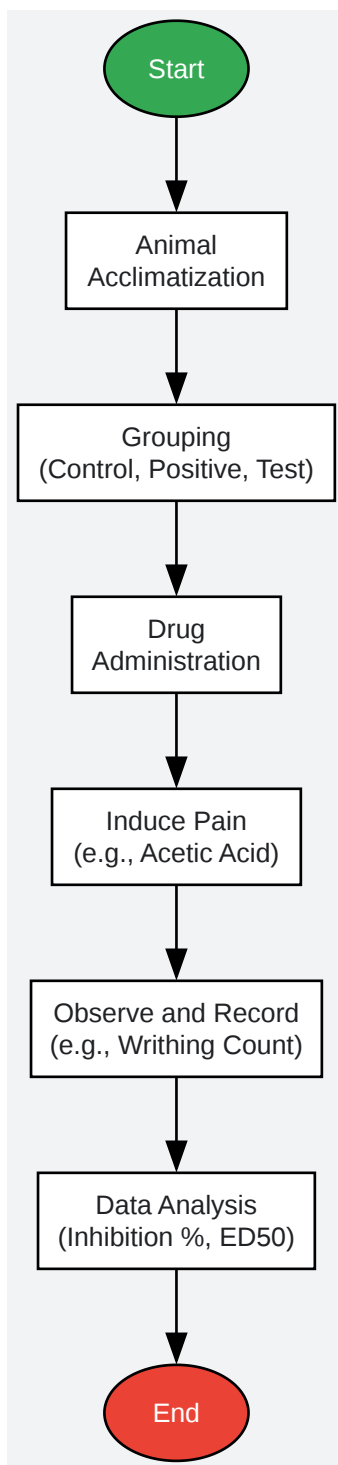 Start
Animal
Acclimatization
Grouping
(Control, Positive, Test)
Drug
Administration
Induce Pain
(e.g., Acetic Acid)
Observe and Record
(e.g., Writhing Count)
Data Analysis
(Inhibition %, ED50)
End